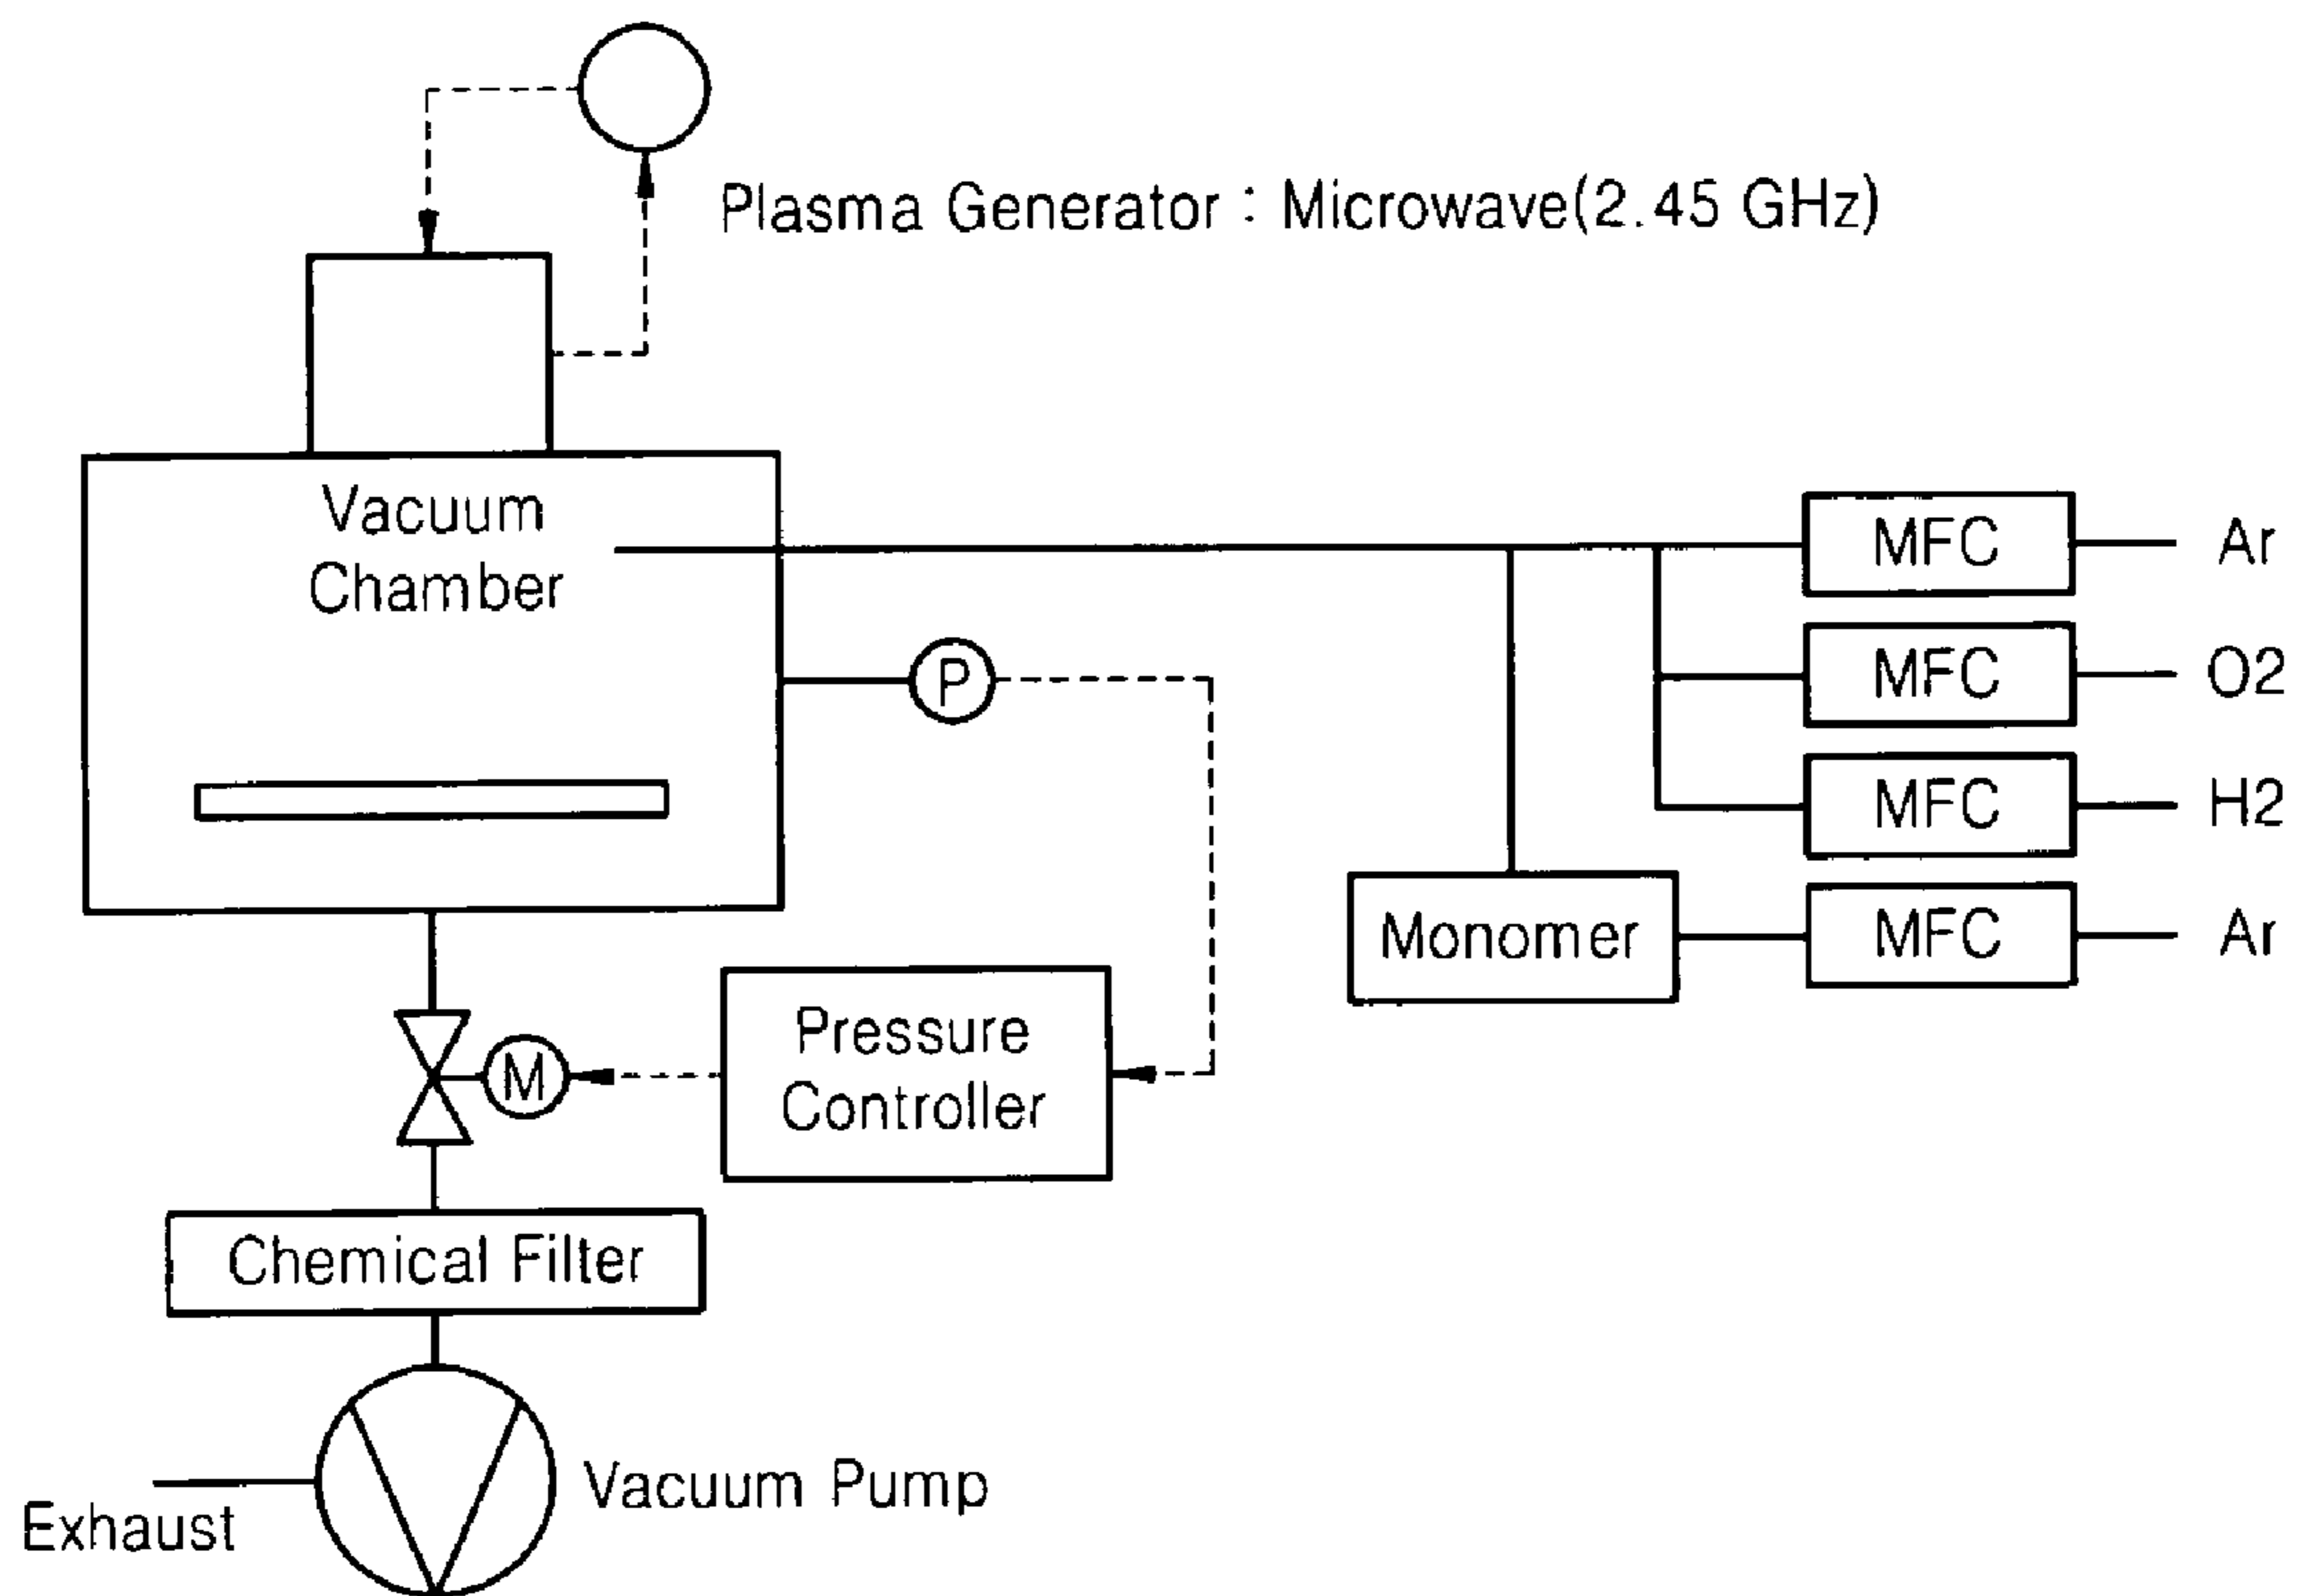 Plasma Generator : Microwave(2.45 GHz)
Vacuum
Chamber
MFC
Ar
P
MFC
O2
MFC
H2
Monomer
MFC
Ar
M
Pressure
Controller
Chemical Filter
Vacuum Pump
Exhaust